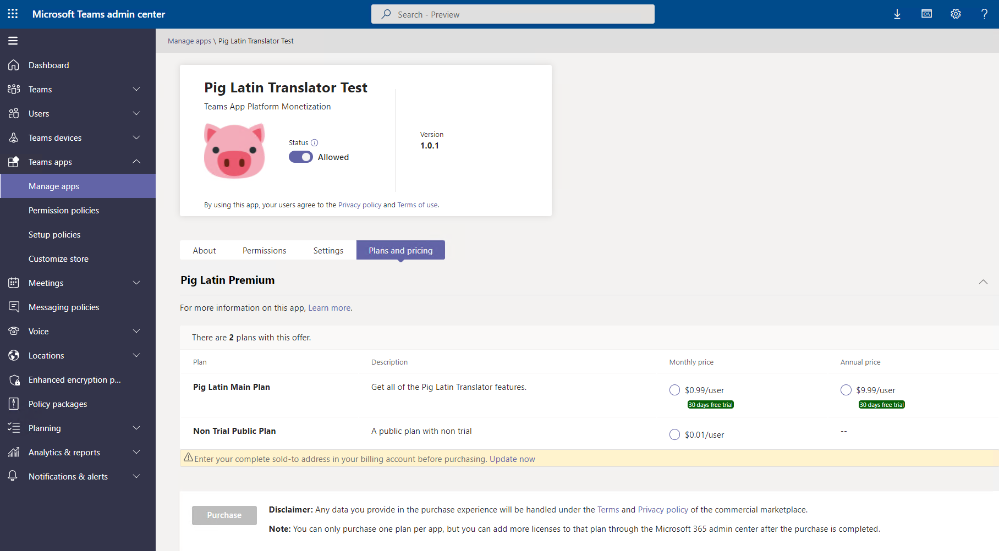 Microsoft Teams admin center
Search - Preview
Manage apps \ Pig Latin Translator Test
Dashboard
Teams
Users
Teams devices
Teams apps
Manage apps
Permission policies
Setup policies
Customize store
Meetings
Messaging policies
Voice
Locations
Enhanced encryption p...
Policy packages
Planning
Analytics & reports
Notifications & alerts
Pig Latin Translator Test
Teams App Platform Monetization
Status
Allowed
Version
1.0.1
By using this app, your users agree to the Privacy policy and Terms of use.
About Permissions Settings Plans and pricing
Pig Latin Premium
For more information on this app, Learn more.
There are 2 plans with this offer.
Plan Description Monthly price Annual price
Pig Latin Main Plan Get all of the Pig Latin Translator features. $0.99/user $9.99/user
30 days free trial 30 days free trial
Non Trial Public Plan A public plan with non trial $0.01/user --
Enter your complete sold-to address in your billing account before purchasing. Update now
Purchase
Disclaimer: Any data you provide in the purchase experience will be handled under the Terms and Privacy policy of the commercial marketplace.
Note: You can only purchase one plan per app, but you can add more licenses to that plan through the Microsoft 365 admin center after the purchase is completed.